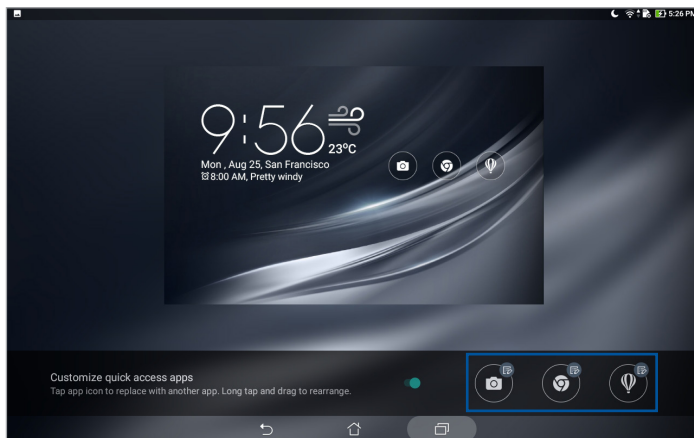 5:26 PM
9:56
23°C
Mon , Aug 25, San Francisco
8:00 AM, Pretty windy
Customize quick access apps
Tap app icon to replace with another app. Long tap and drag to rearrange.